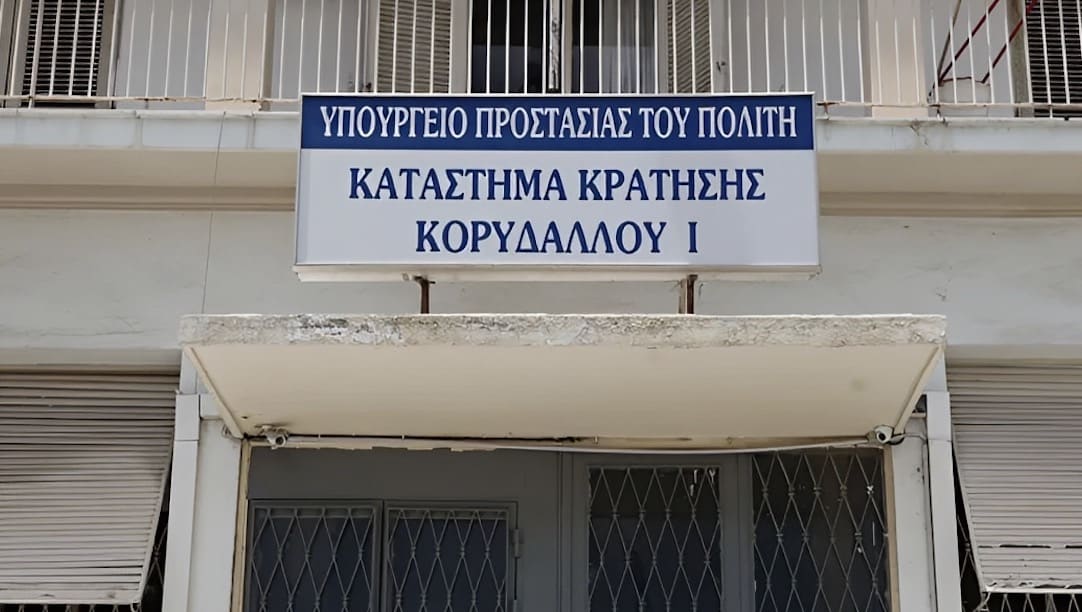 ΥΠΟΥΡΓΕΙΟ ΠΡΟΣΤΑΣΙΑΣ ΤΟΥ ΠΟΛΙΤΗ
ΚΑΤΑΣΤΗΜΑ ΚΡΑΤΗΣΗΣ
ΚΟΡΥΔΑΛΛΟΥ Ι